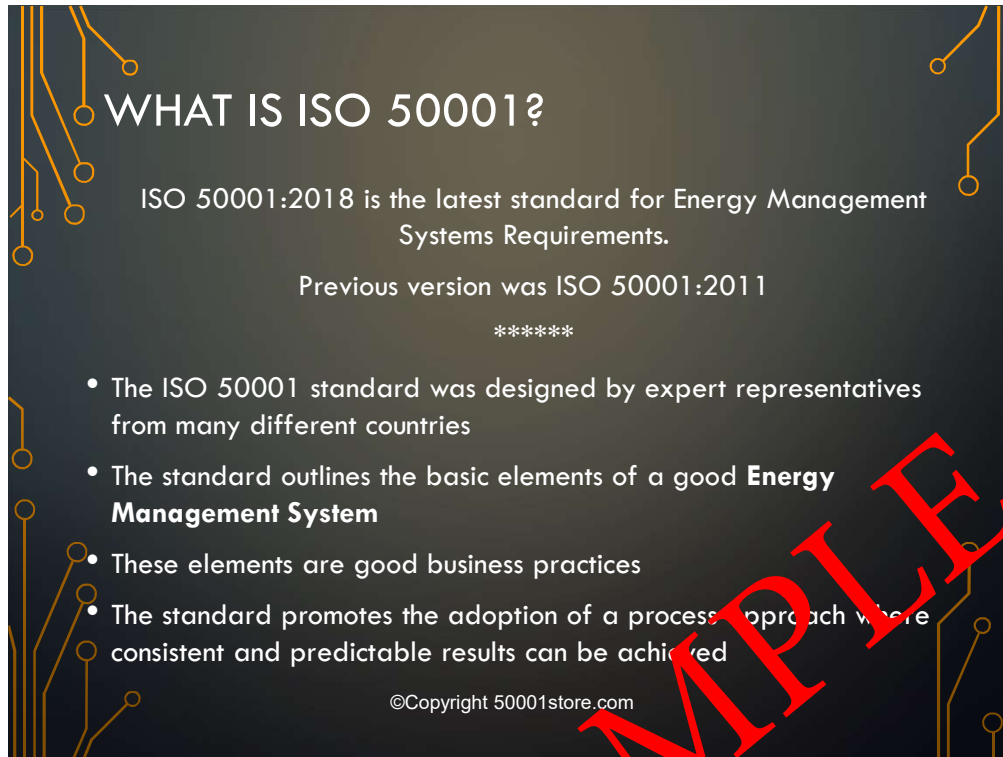 WHAT IS ISO 50001?
ISO 50001:2018 is the latest standard for Energy Management
Systems Requirements.
Previous version was ISO 50001:2011
******
• The ISO 50001 standard was designed by expert representatives
from many different countries
• The standard outlines the basic elements of a good Energy
Management System
• These elements are good business practices
• The standard promotes the adoption of a process approach where
consistent and predictable results can be achieved
©Copyright 50001store.com
MPLE